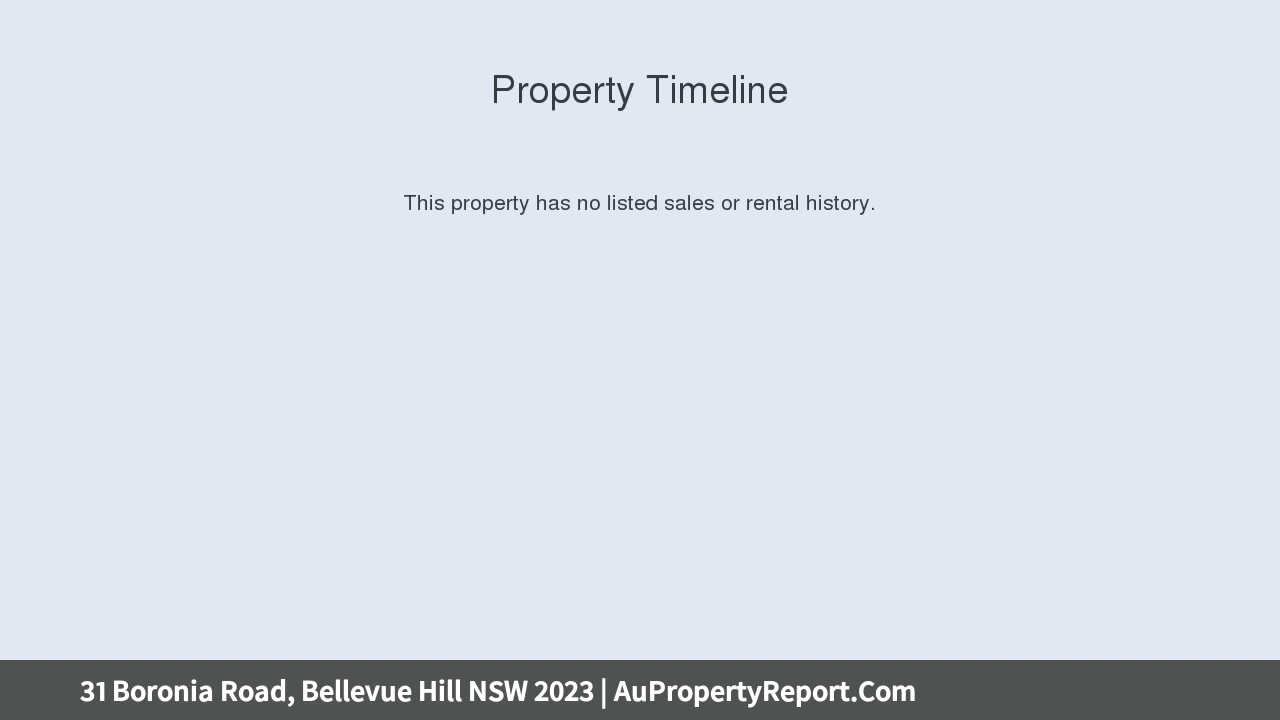 Property Timeline
This property has no listed sales or rental history.
31 Boronia Road, Bellevue Hill NSW 2023 | AuPropertyReport.Com